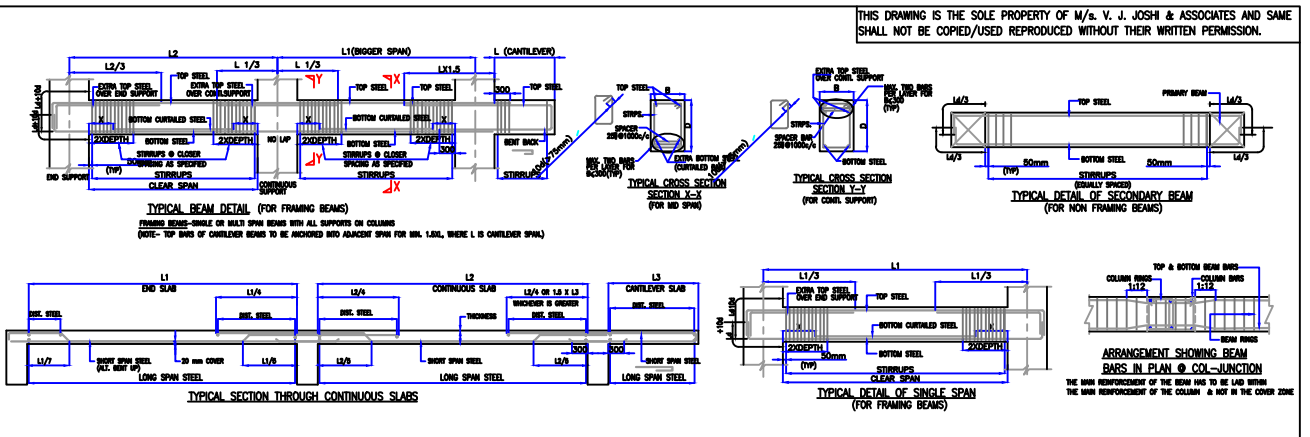 THIS DRAWING IS THE SOLE PROPERTY OF M/s. V. J. JOSHI & ASSOCIATES AND SAME
SHALL NOT BE COPIED/USED REPRODUCED WITHOUT THEIR WRITTEN PERMISSION.
L2
L1(BIGGER SPAN)
L (CANTILEVER)
L2/3
L 1/3
L 1/3
Y
X
LX1.5
EXTRA TOP STEEL
OVER END SUPPORT
TOP STEEL
EXTRA TOP STEEL
OVER CONTI.SUPPORT
TOP STEEL
TOP STEEL
300
TOP STEEL
X
BOTTOM CURTAILED STEEL
X
X
BOTTOM CURTAILED STEEL
X
2XDEPTH
BOTTOM STEEL
2XDEPTH
NO LAP
2XDEPTH
BOTTOM STEEL
2XDEPTH
BENT BACK
STIRRUPS @ CLOSER
SPACING AS SPECIFIED
(TYP)
STIRRUPS @ CLOSER
SPACING AS SPECIFIED
300
Y
END SUPPORT
STIRRUPS
STIRRUPS
STIRRUPS
CLEAR SPAN
CONTINUOUS
SUPPORT
X
TYPICAL BEAM DETAIL (FOR FRAMING BEAMS)
FRAMING BEAMS-SINGLE OR MULTI SPAN BEAMS WITH ALL SUPPORTS ON COLUMNS
(NOTE- TOP BARS OF CANTILEVER BEAMS TO BE ANCHORED INTO ADJACENT SPAN FOR MIN. 1.5XL, WHERE L IS CANTILEVER SPAN.)
TOP STEEL
B
D
STRPS.
SPACER
MAX. TWO BARS
PER LAYER FOR
EXTRA BOTTOM STEEL
(CURTAILED BAR)
TYPICAL CROSS SECTION
SECTION X-X
(FOR MID SPAN)
EXTRA TOP STEEL
OVER CONTI. SUPPORT
B
D
MAX. TWO BARS
PER LAYER FOR
(TYP)
STRPS.
SPACER BAR
BOTTOM STEEL
TYPICAL CROSS SECTION
SECTION Y-Y
(FOR CONTI. SUPPORT)
Ld/3
TOP STEEL
PRIMARY BEAM
Ld/3
Ld/3
Ld/3
50mm
(TYP)
BOTTOM STEEL
50mm
STIRRUPS
(EQUALLY SPACED)
TYPICAL DETAIL OF SECONDARY BEAM
(FOR NON FRAMING BEAMS)
L1
L2
L3
END SLAB
CONTINUOUS SLAB
CANTILEVER SLAB
L1/4
L2/4
L2/4 OR 1.5 X L3
WHICHEVER IS GREATER
DIST. STEEL
DIST. STEEL
DIST. STEEL
THICKNESS
DIST. STEEL
DIST. STEEL
L1/7
SHORT SPAN STEEL
(ALT. BENT UP)
20 mm COVER
L1/5
L2/5
SHORT SPAN STEEL
L2/5
300
300
SHORT SPAN STEEL
LONG SPAN STEEL
LONG SPAN STEEL
LONG SPAN STEEL
TYPICAL SECTION THROUGH CONTINUOUS SLABS
L1
L1/3
L1/3
EXTRA TOP STEEL
OVER END SUPPORT
TOP STEEL
BOTTOM CURTAILED STEEL
2XDEPTH
50mm
(TYP)
BOTTOM STEEL
2XDEPTH
STIRRUPS
CLEAR SPAN
TYPICAL DETAIL OF SINGLE SPAN
(FOR FRAMING BEAMS)
TOP & BOTTOM BEAM BARS
COLUMN RINGS
COLUMN BARS
1:12
1:12
BEAM RINGS
ARRANGEMENT SHOWING BEAM
BARS IN PLAN @ COL-JUNCTION
THE MAIN REINFORCEMENT OF THE BEAM HAS TO BE LAID WITHIN
THE MAIN REINFORCEMENT OF THE COLUMN & NOT IN THE COVER ZONE